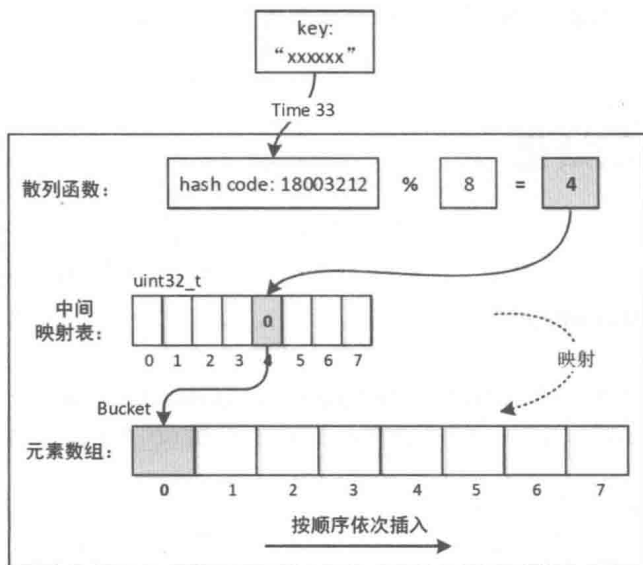 key:
“xxxxxx”
Time 33
散列函数：
hash code: 18003212 % 8 = 4
uint32_t
中间
映射表：
0
0 1 2 3 4 5 6 7
映射
Bucket
元素数组：
0 1 2 3 4 5 6 7
按顺序依次插入